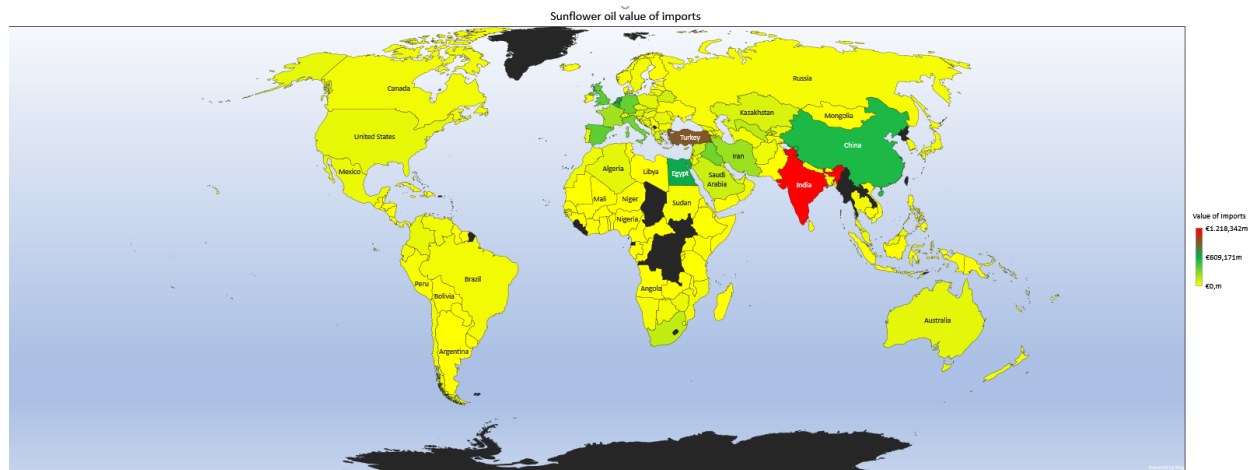 Sunflower oil value of imports
Canada
Russia
United States
Kazakhstan
Mongolia
Turkey
China
Mexico
Algeria
Libya
Egypt
Iran
Saudi
Arabia
India
Mali
Niger
Sudan
Nigeria
Brazil
Peru
Bolivia
Angola
Australia
Argentina
Value of Imports
€1.218,342m
€609,171m
€0,m